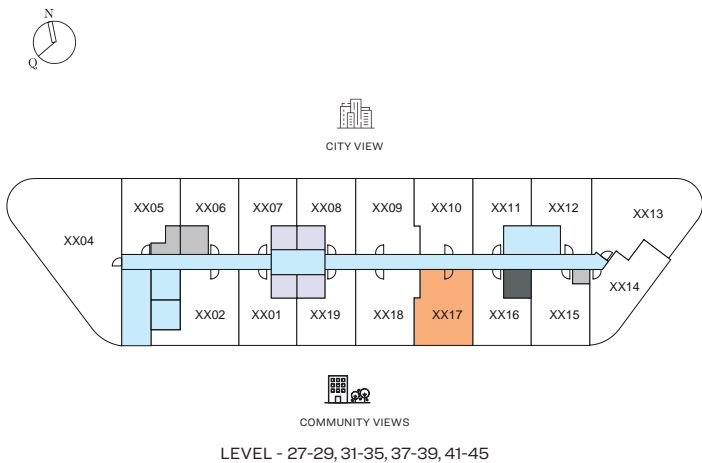 N
Q
CITY VIEW
XX05 XX06 XX07 XX08 XX09 XX10 XX11 XX12
XX04 XX13
XX14
XX02 XX01 XX19 XX18 XX17 XX16 XX15
COMMUNITY VIEWS
LEVEL - 27-29, 31-35, 37-39, 41-45